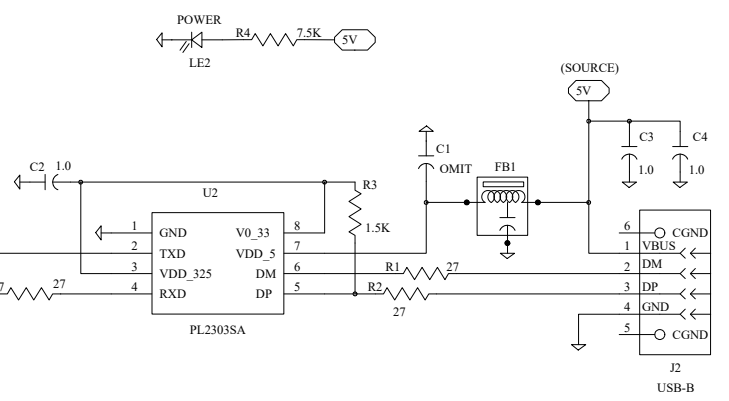 POWER
R4 7.5K 5V
LE2
(SOURCE)
5V
C1
OMIT
FB1
C3 C4
1.0 1.0
C2 1.0
U2
R3
1.5K
1 GND V0_33 8
2 TXD VDD_5 7
3 VDD_325 DM 6
4 RXD DP 5
PL2303SA
27
R1 27
R2
27
6 CGND
1 VBUS
2 DM
3 DP
4 GND
5 CGND
J2
USB-B